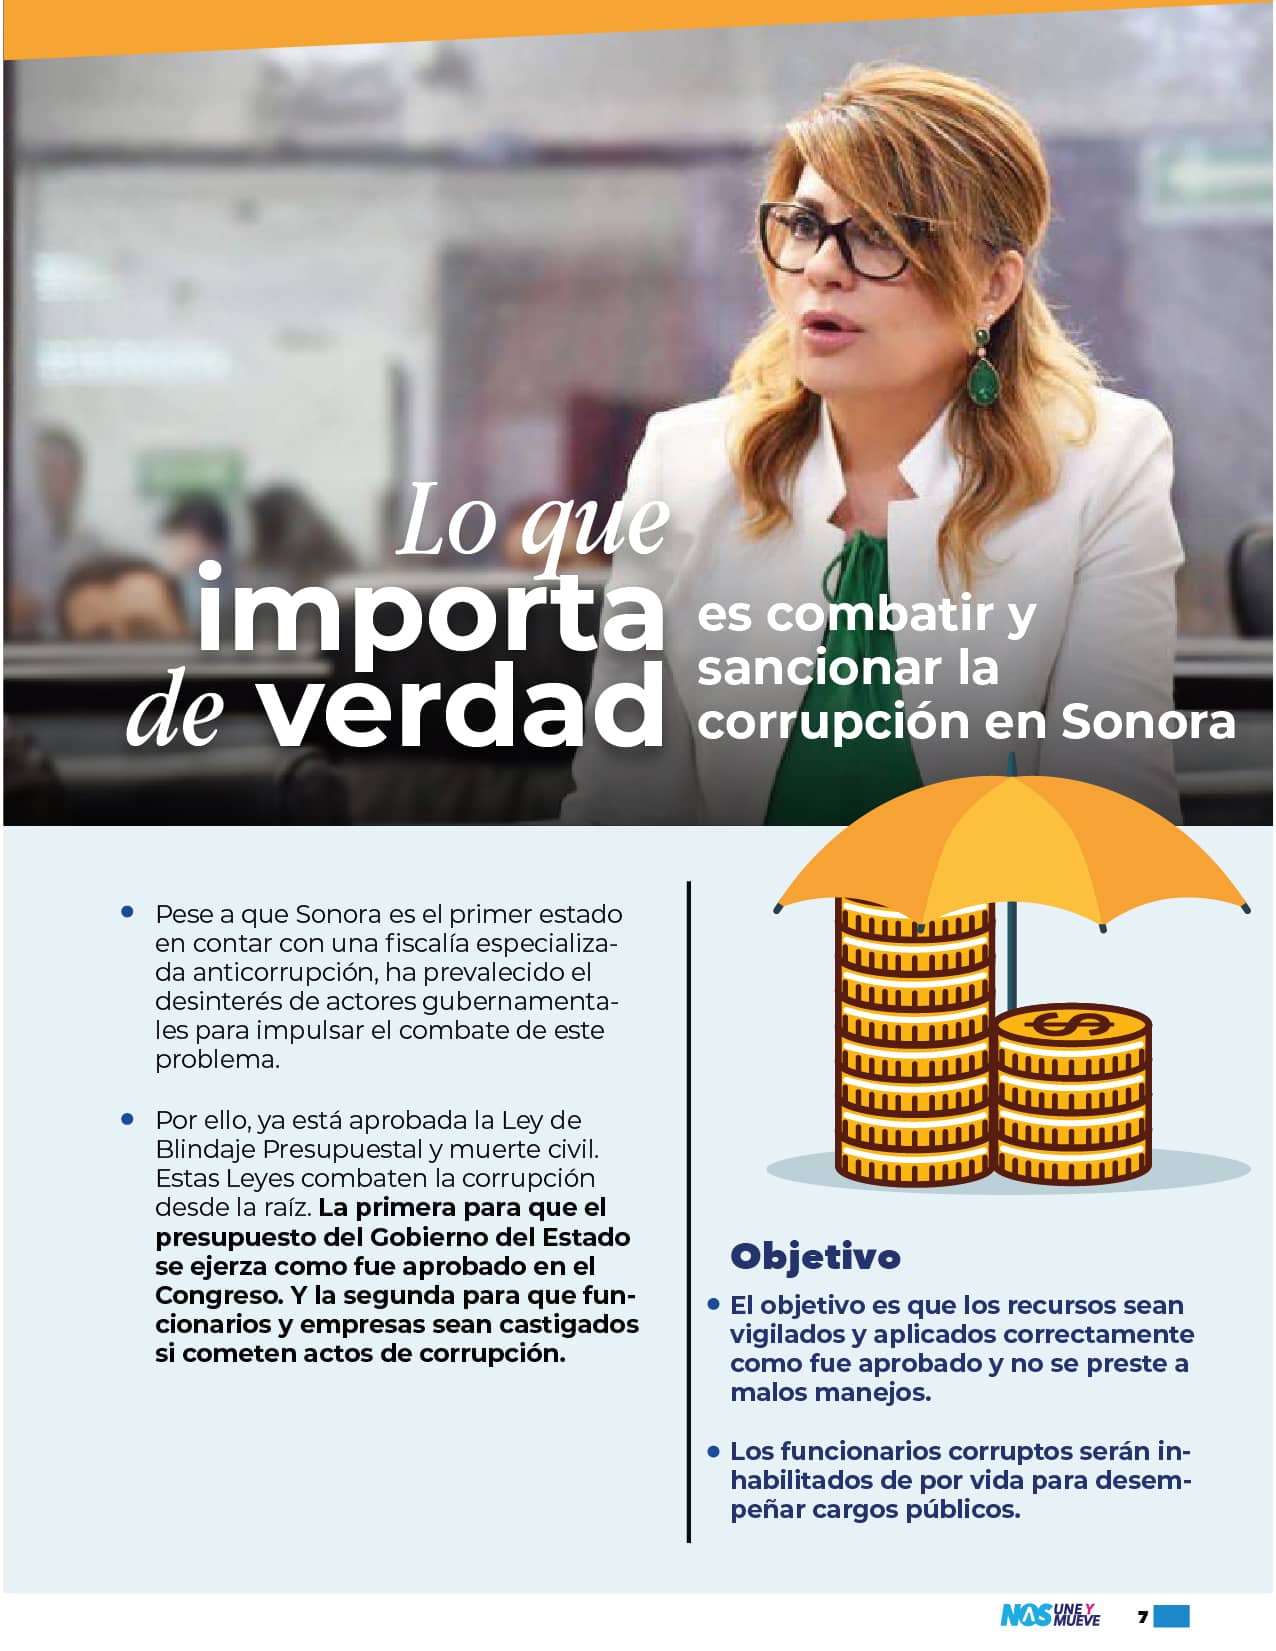 Lo que
importa
de verdad
es combatir y
sancionar la
corrupción en Sonora
Pese a que Sonora es el primer estado
en contar con una fiscalía especializa-
da anticorrupción, ha prevalecido el
desinterés de actores gubernamenta-
les para impulsar el combate de este
problema.
Por ello, ya está aprobada la Ley de
Blindaje Presupuestal y muerte civil.
Estas Leyes combaten la corrupción
desde la raíz. La primera para que el
presupuesto del Gobierno del Estado
se ejerza como fue aprobado en el
Congreso. Y la segunda para que fun-
cionarios y empresas sean castigados
si cometen actos de corrupción.
$
Objetivo
El objetivo es que los recursos sean
vigilados y aplicados correctamente
como fue aprobado y no se preste a
malos manejos.
Los funcionarios corruptos serán in-
habilitados de por vida para desem-
peñar cargos públicos.
NOS UNE Y
MUEVE
7